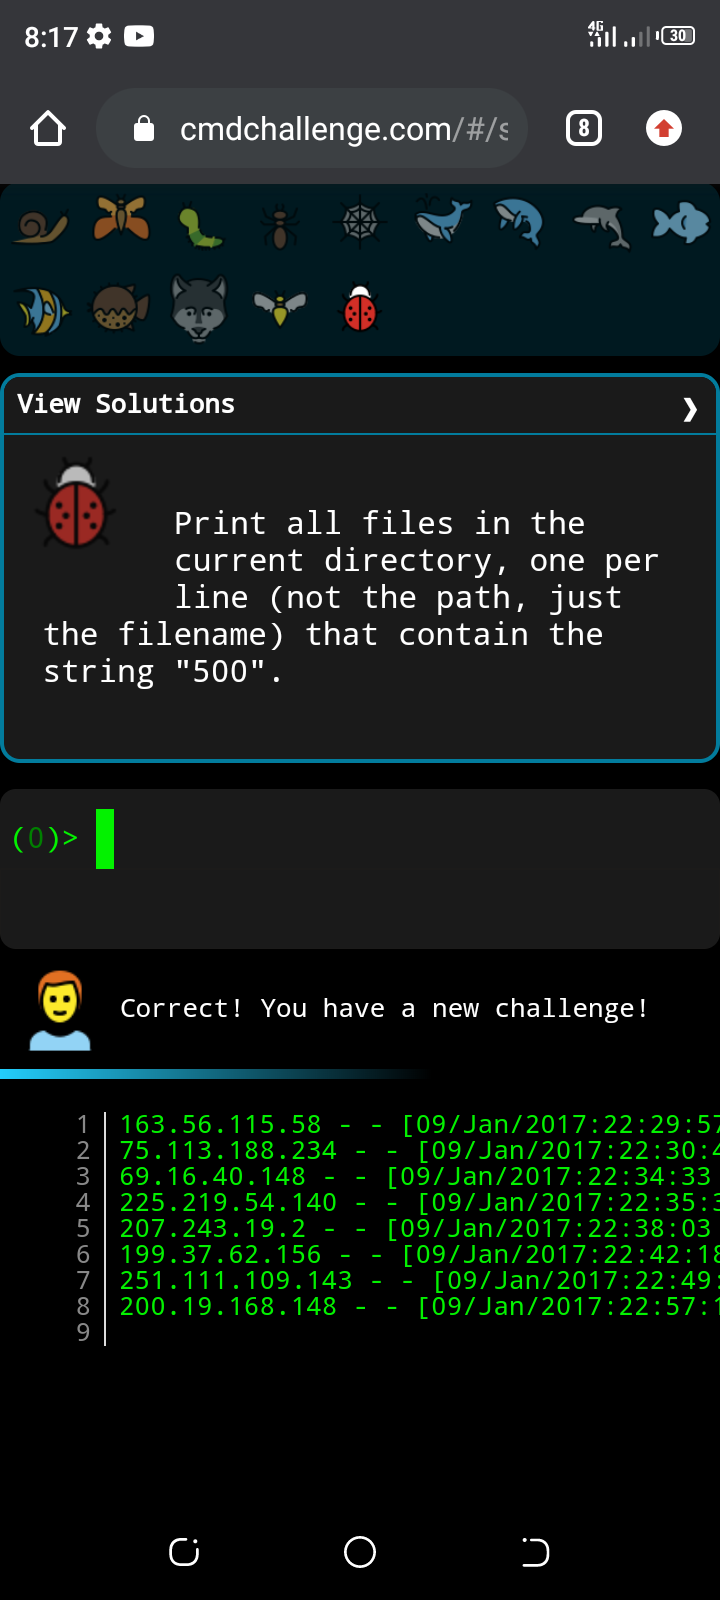 8:17 4G 30
cmdchallenge.com/#/s 8
View Solutions ❯
Print all files in the
current directory, one per
line (not the path, just
the filename) that contain the
string "500".
(0)>
Correct! You have a new challenge!
1 163.56.115.58 - - [09/Jan/2017:22:29:57
2 75.113.188.234 - - [09/Jan/2017:22:30:4
3 69.16.40.148 - - [09/Jan/2017:22:34:33
4 225.219.54.140 - - [09/Jan/2017:22:35:3
5 207.243.19.2 - - [09/Jan/2017:22:38:03
6 199.37.62.156 - - [09/Jan/2017:22:42:18
7 251.111.109.143 - - [09/Jan/2017:22:49:
8 200.19.168.148 - - [09/Jan/2017:22:57:1
9